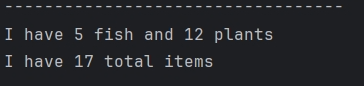 ----------------------------------
I have 5 fish and 12 plants
I have 17 total items